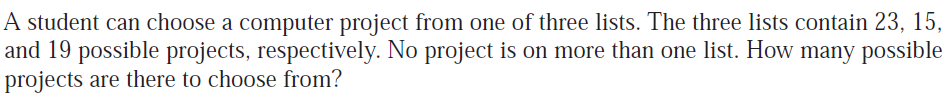 A student can choose a computer project from one of three lists. The three lists contain 23, 15,
and 19 possible projects, respectively. No project is on more than one list. How many possible
projects are there to choose from?